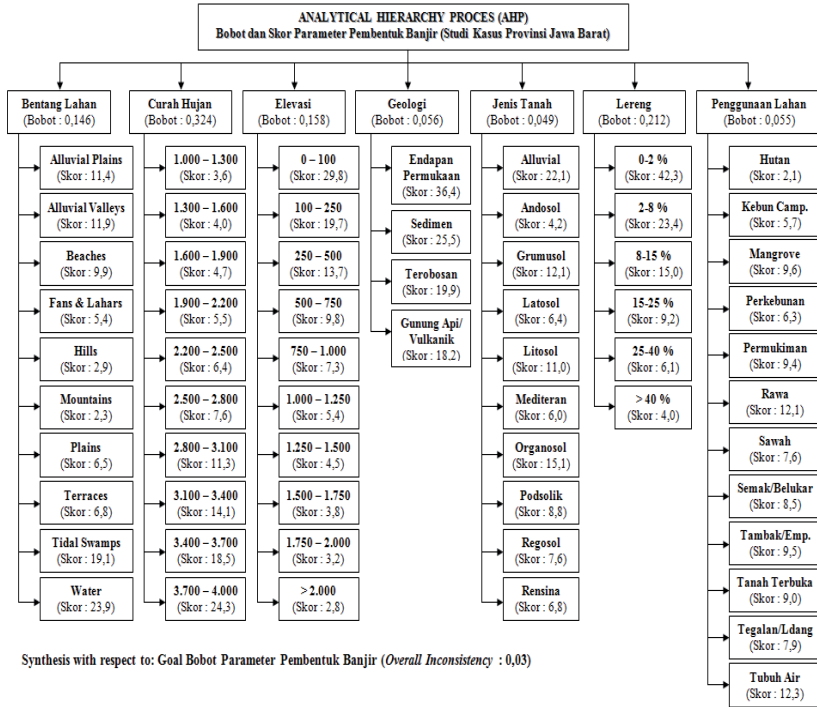 ANALYTICAL HIERARCHY PROCES (AHP)
Bobot dan Skor Parameter Pembentuk Banjir (Studi Kasus Provinsi Jawa Barat)
Bentang Lahan
(Bobot : 0,146)
Alluvial Plains
(Skor : 11,4)
Alluvial Valleys
(Skor : 11,9)
Beaches
(Skor : 9,9)
Fans & Lahars
(Skor : 5,4)
Hills
(Skor : 2,9)
Mountains
(Skor : 2,3)
Plains
(Skor : 6,5)
Terraces
(Skor : 6,8)
Tidal Swamps
(Skor : 19,1)
Water
(Skor : 23,9)
Curah Hujan
(Bobot : 0,324)
1.000 – 1.300
(Skor : 3,6)
1.300 – 1.600
(Skor : 4,0)
1.600 – 1.900
(Skor : 4,7)
1.900 – 2.200
(Skor : 5,5)
2.200 – 2.500
(Skor : 6,4)
2.500 – 2.800
(Skor : 7,6)
2.800 – 3.100
(Skor : 11,3)
3.100 – 3.400
(Skor : 14,1)
3.400 – 3.700
(Skor : 18,5)
3.700 – 4.000
(Skor : 24,3)
Elevasi
(Bobot : 0,158)
0 – 100
(Skor : 29,8)
100 – 250
(Skor : 19,7)
250 – 500
(Skor : 13,7)
500 – 750
(Skor : 9,8)
750 – 1.000
(Skor : 7,3)
1.000 – 1.250
(Skor : 5,4)
1.250 – 1.500
(Skor : 4,5)
1.500 – 1.750
(Skor : 3,8)
1.750 – 2.000
(Skor : 3,2)
> 2.000
(Skor : 2,8)
Geologi
(Bobot : 0,056)
Endapan
Permukaan
(Skor : 36,4)
Sedimen
(Skor : 25,5)
Terobosan
(Skor : 19,9)
Gunung Api/
Vulkanik
(Skor : 18,2)
Jenis Tanah
(Bobot : 0,049)
Alluvial
(Skor : 22,1)
Andosol
(Skor : 4,2)
Grumusol
(Skor : 12,1)
Latosol
(Skor : 6,4)
Litosol
(Skor : 11,0)
Mediteran
(Skor : 6,0)
Organosol
(Skor : 15,1)
Podsolik
(Skor : 8,8)
Regosol
(Skor : 7,6)
Rensina
(Skor : 6,8)
Lereng
(Bobot : 0,212)
0-2 %
(Skor : 42,3)
2-8 %
(Skor : 23,4)
8-15 %
(Skor : 15,0)
15-25 %
(Skor : 9,2)
25-40 %
(Skor : 6,1)
> 40 %
(Skor : 4,0)
Penggunaan Lahan
(Bobot : 0,055)
Hutan
(Skor : 2,1)
Kebun Camp.
(Skor : 5,7)
Mangrove
(Skor : 9,6)
Perkebunan
(Skor : 6,3)
Permukiman
(Skor : 9,4)
Rawa
(Skor : 12,1)
Sawah
(Skor : 7,6)
Semak/Belukar
(Skor : 8,5)
Tambak/Emp.
(Skor : 9,5)
Tanah Terbuka
(Skor : 9,0)
Tegalan/Ldang
(Skor : 7,9)
Tubuh Air
(Skor : 12,3)
Synthesis with respect to: Goal Bobot Parameter Pembentuk Banjir (Overall Inconsistency : 0,03)